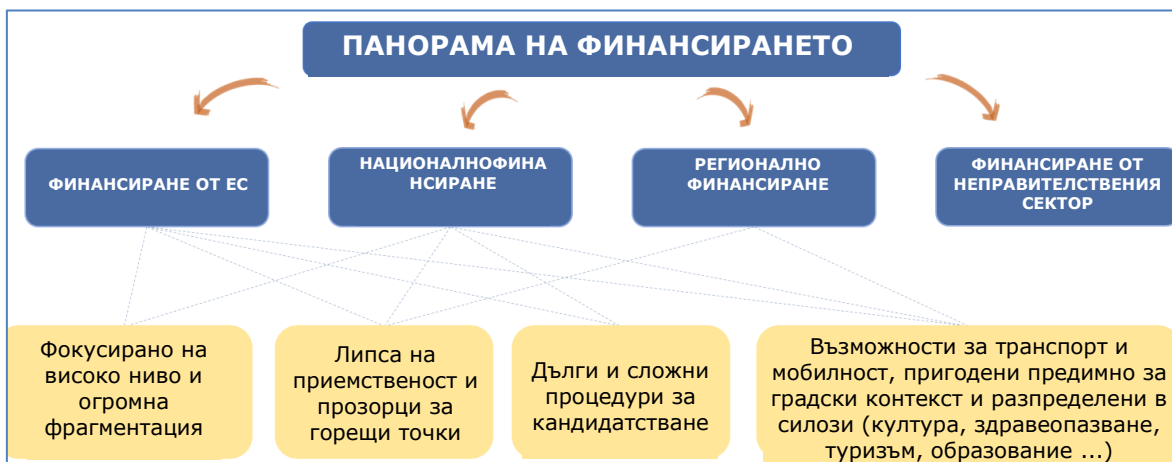 ПАНОРАМА НА ФИНАНСИРАНЕТО
ФИНАНСИРАНЕ ОТ ЕС
НАЦИОНАЛНОФИНА
НСИРАНЕ
РЕГИОНАЛНО
ФИНАНСИРАНЕ
ФИНАНСИРАНЕ ОТ
НЕПРАВИТЕЛСТВЕНИЯ
СЕКТОР
Фокусирано на
високо ниво и
огромна
фрагментация
Липса на
приемственост и
прозорци за
горещи точки
Дълги и сложни
процедури за
кандидатстване
Възможности за транспорт и
мобилност, пригодени предимно за
градски контекст и разпределени в
силози (култура, здравеопазване,
туризъм, образование ...)